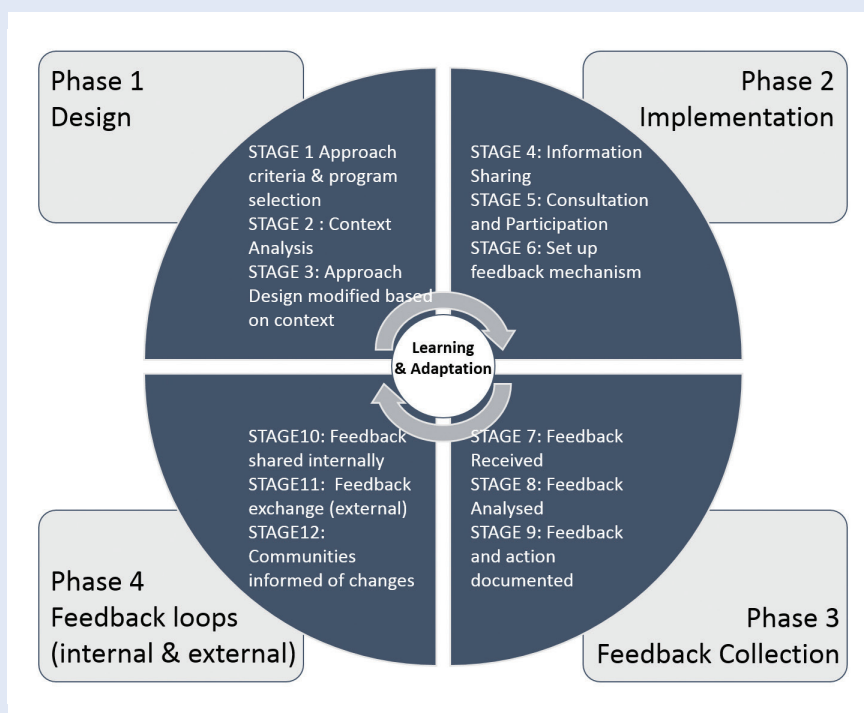 Phase 1
Design
STAGE 1 Approach
criteria & program
selection
STAGE 2 : Context
Analysis
STAGE 3: Approach
Design modified based
on context
Phase 2
Implementation
STAGE 4: Information
Sharing
STAGE 5: Consultation
and Participation
STAGE 6: Set up
feedback mechanism
Learning
& Adaptation
Phase 3
Feedback Collection
STAGE 7: Feedback
Received
STAGE 8: Feedback
Analysed
STAGE 9: Feedback
and action
documented
Phase 4
Feedback loops
(internal & external)
STAGE10: Feedback
shared internally
STAGE11:  Feedback
exchange (external)
STAGE12:
Communities
informed of changes